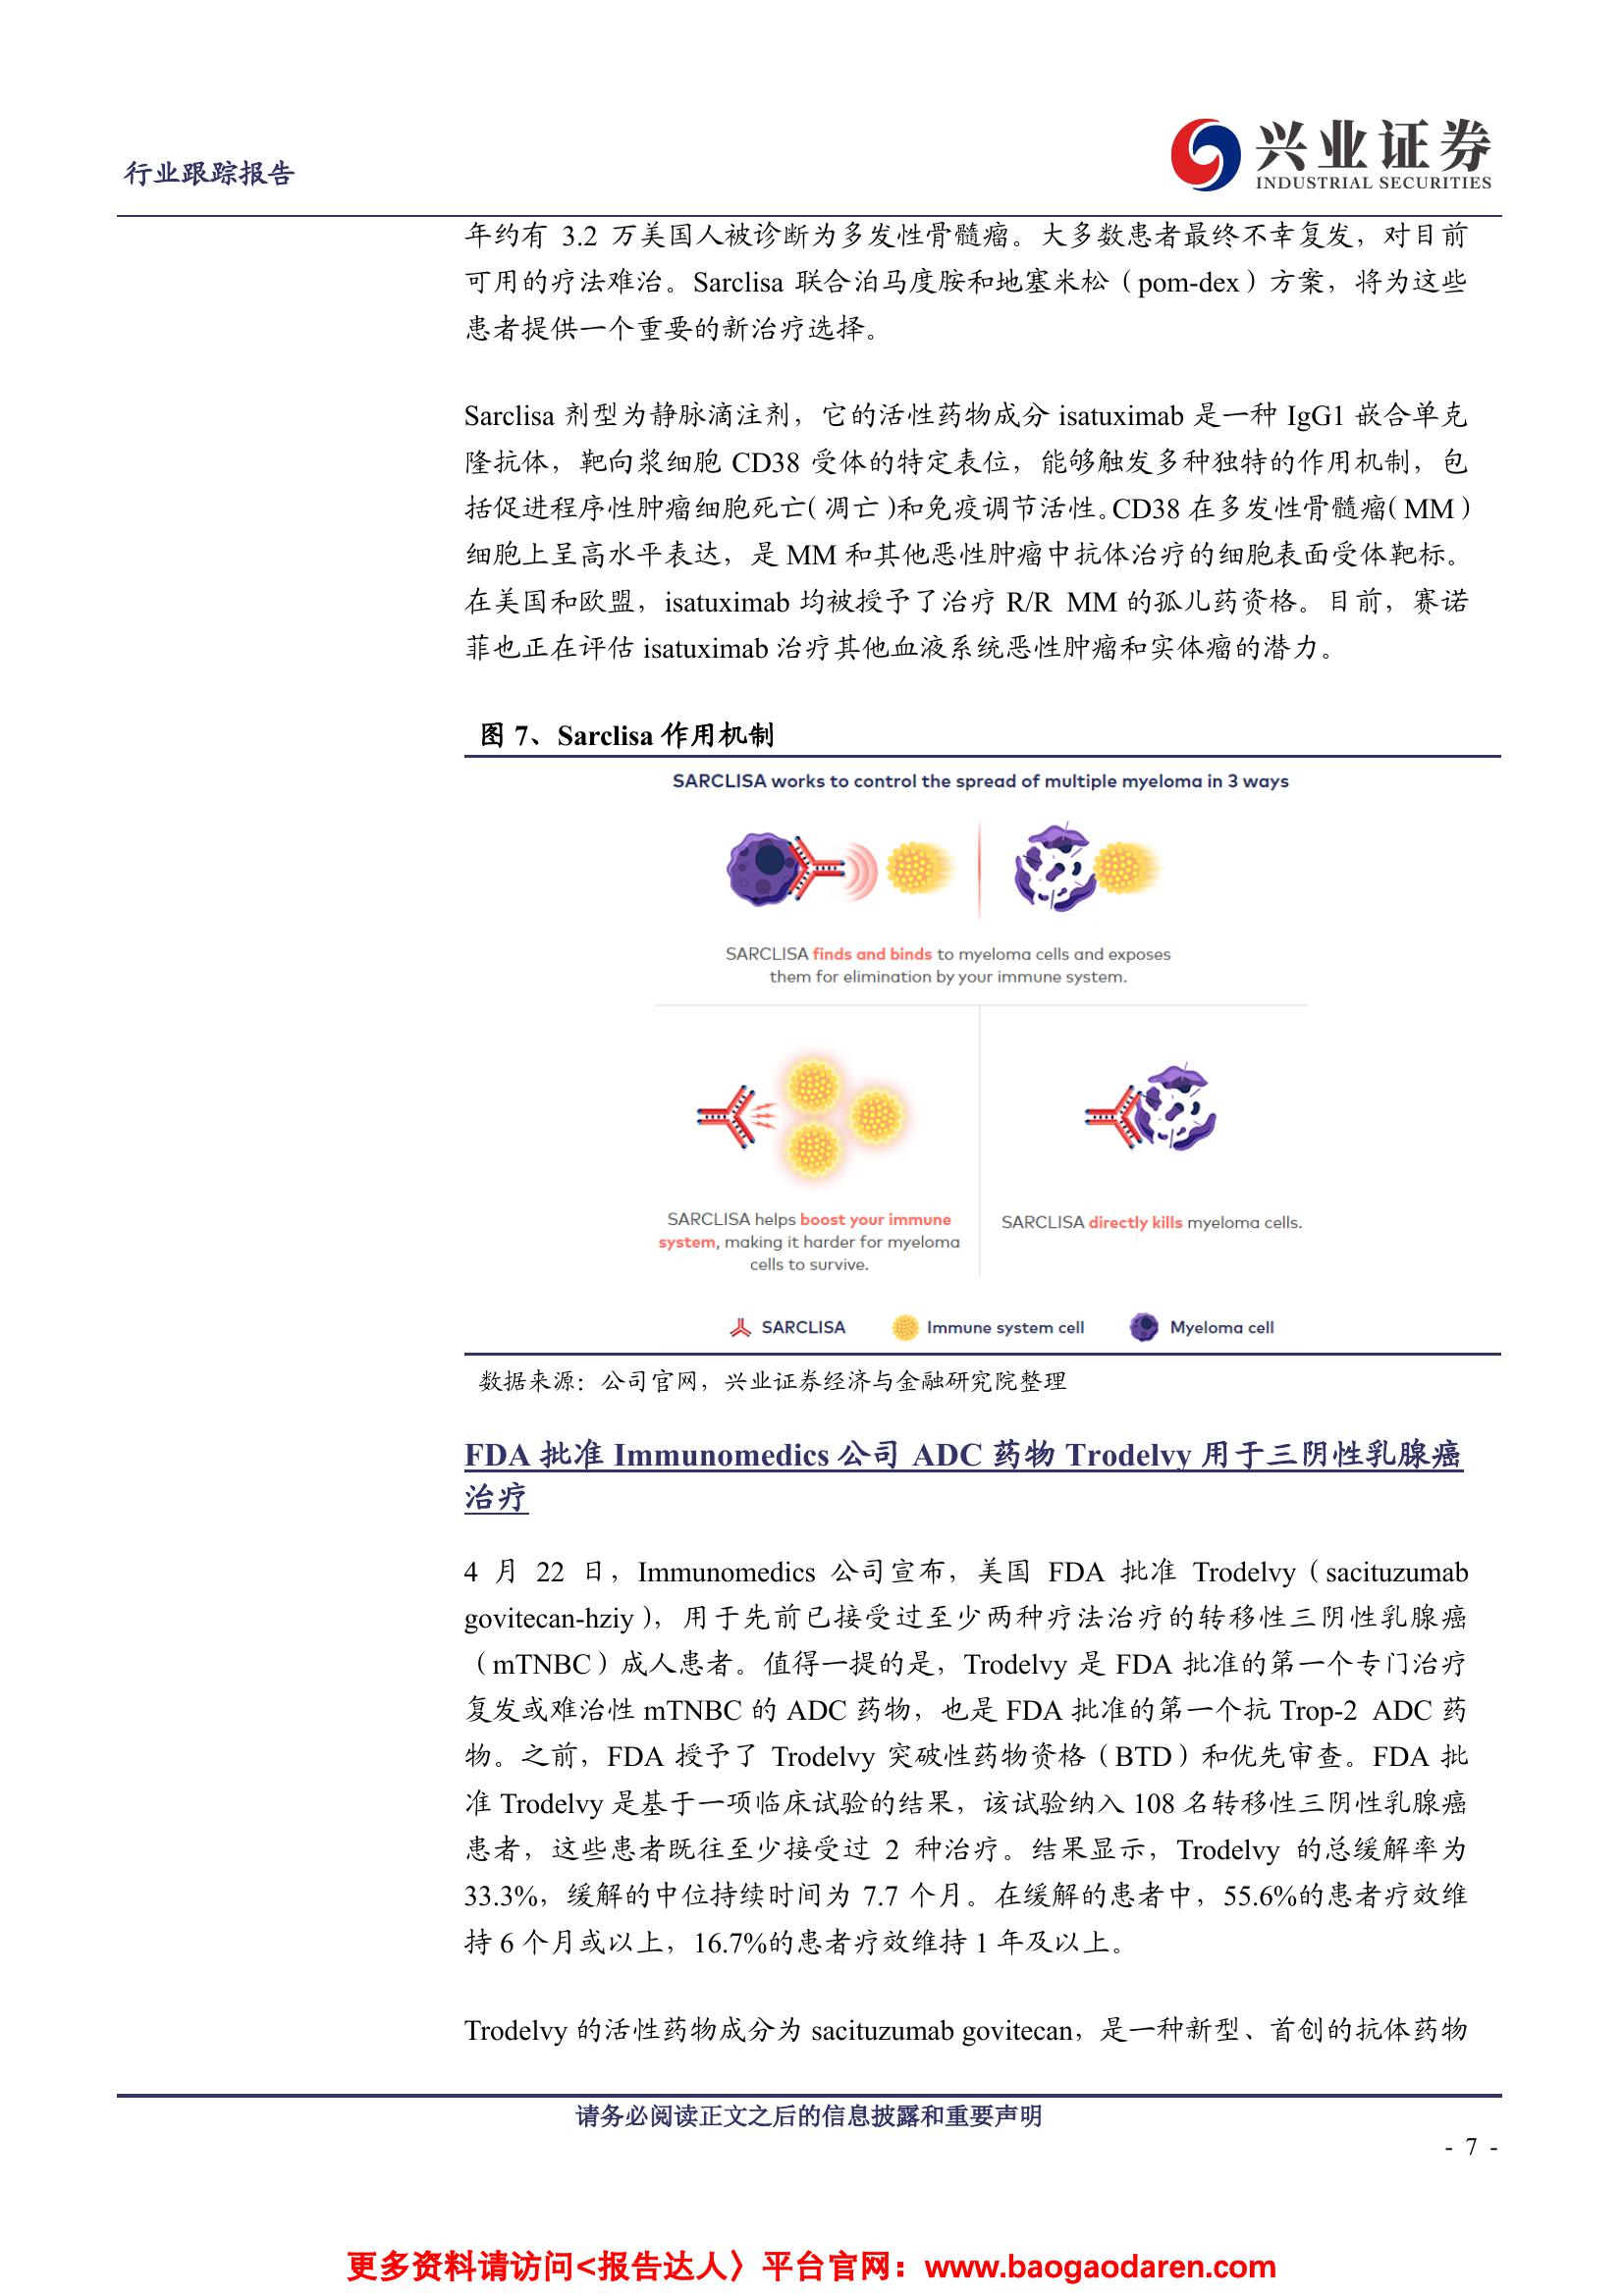 行业跟踪报告
兴业证券
INDUSTRIAL SECURITIES
年约有 3.2 万美国人被诊断为多发性骨髓瘤。大多数患者最终不幸复发，对目前
可用的疗法难治。Sarclisa 联合泊马度胺和地塞米松（pom-dex）方案，将为这些
患者提供一个重要的新治疗选择。
Sarclisa 剂型为静脉滴注剂，它的活性药物成分 isatuximab 是一种 IgG1 嵌合单克
隆抗体，靶向浆细胞 CD38 受体的特定表位，能够触发多种独特的作用机制，包
括促进程序性肿瘤细胞死亡（凋亡）和免疫调节活性。CD38 在多发性骨髓瘤（MM）
细胞上呈高水平表达，是 MM 和其他恶性肿瘤中抗体治疗的细胞表面受体靶标。
在美国和欧盟，isatuximab 均被授予了治疗 R/R MM 的孤儿药资格。目前，赛诺
菲也正在评估 isatuximab 治疗其他血液系统恶性肿瘤和实体瘤的潜力。
图 7、Sarclisa 作用机制
SARCLISA works to control the spread of multiple myeloma in 3 ways
SARCLISA finds and binds to myeloma cells and exposes
them for elimination by your immune system.
SARCLISA helps boost your immune
system, making it harder for myeloma
cells to survive.
SARCLISA directly kills myeloma cells.
SARCLISA Immune system cell Myeloma cell
数据来源：公司官网，兴业证券经济与金融研究院整理
FDA 批准 Immunomedics 公司 ADC 药物 Trodelvy 用于三阴性乳腺癌
治疗
4 月 22 日，Immunomedics 公司宣布，美国 FDA 批准 Trodelvy（sacituzumab
govitecan-hziy），用于先前已接受过至少两种疗法治疗的转移性三阴性乳腺癌
（mTNBC）成人患者。值得一提的是，Trodelvy 是 FDA 批准的第一个专门治疗
复发或难治性 mTNBC 的 ADC 药物，也是 FDA 批准的第一个抗 Trop-2 ADC 药
物。之前，FDA 授予了 Trodelvy 突破性药物资格（BTD）和优先审查。FDA 批
准 Trodelvy 是基于一项临床试验的结果，该试验纳入 108 名转移性三阴性乳腺癌
患者，这些患者既往至少接受过 2 种治疗。结果显示，Trodelvy 的总缓解率为
33.3%，缓解的中位持续时间为 7.7 个月。在缓解的患者中，55.6%的患者疗效维
持 6 个月或以上，16.7%的患者疗效维持 1 年及以上。
Trodelvy 的活性药物成分为 sacituzumab govitecan，是一种新型、首创的抗体药物
请务必阅读正文之后的信息披露和重要声明
- 7 -
更多资料请访问<报告达人〉平台官网：www.baogaodaren.com